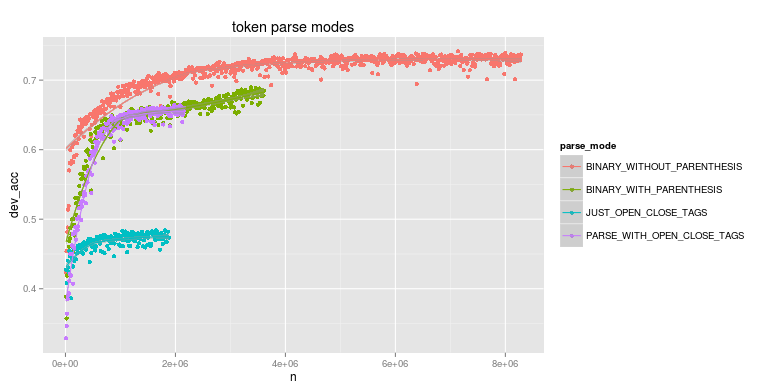 token parse modes
dev_acc
0.7
0.6
0.5
0.4
0e+00 2e+06 4e+06 6e+06 8e+06
n
parse_mode
BINARY_WITHOUT_PARENTHESIS
BINARY_WITH_PARENTHESIS
JUST_OPEN_CLOSE_TAGS
PARSE_WITH_OPEN_CLOSE_TAGS